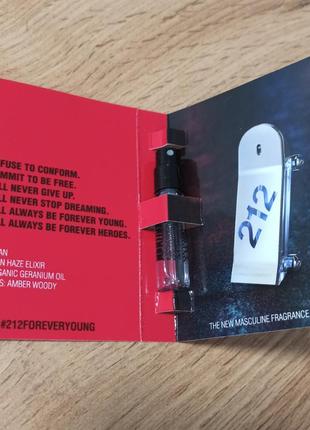 FUSE TO CONFORM.
MMIT TO BE FREE.
LL NEVER GIVE UP.
LL NEVER STOP DREAMING.
LL ALWAYS BE FOREVER YOUNG.
LL ALWAYS BE FOREVER HEROES.
AN
N HAZE ELIXIR
GANIC GERANIUM OIL
S: AMBER WOODY
#212FOREVERYOUNG
212
THE NEW MASCULINE FRAGRANCE